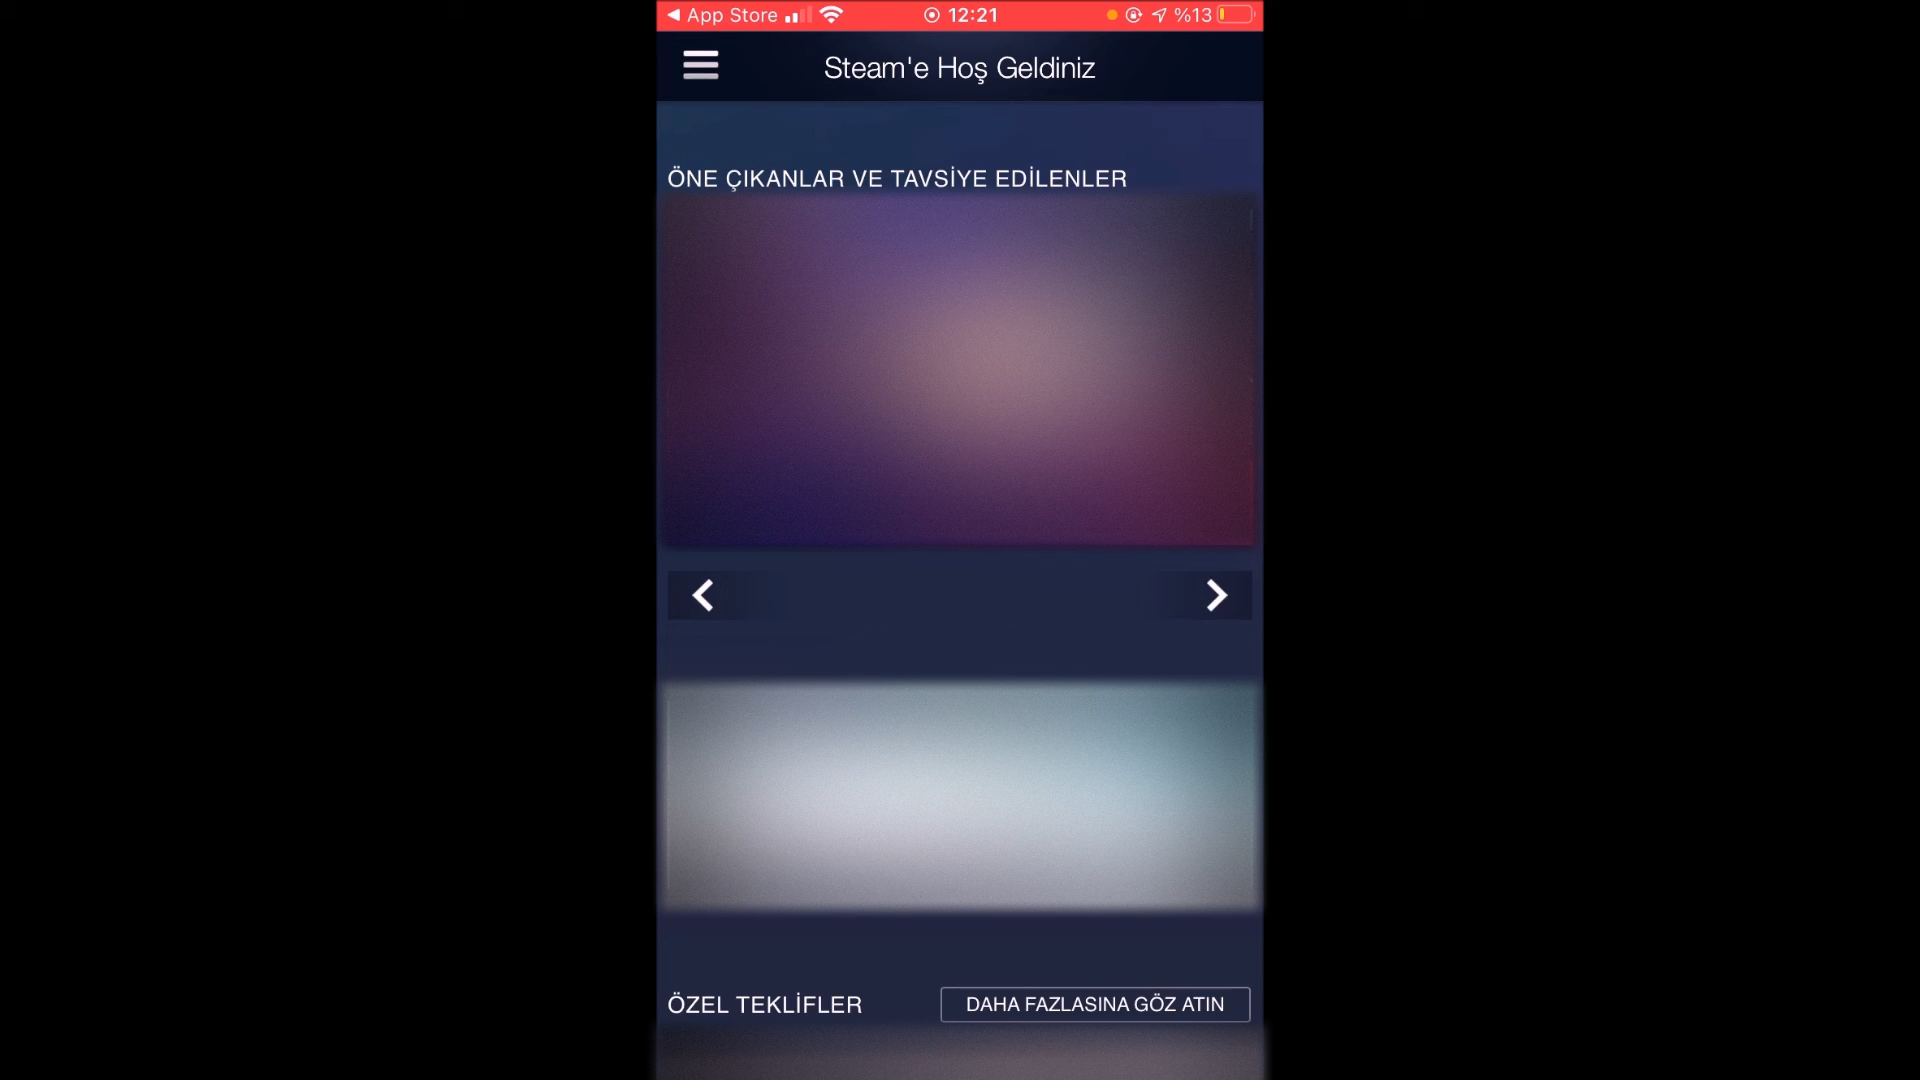 App Store 12:21 %13
Steam'e Hoş Geldiniz
ÖNE ÇIKANLAR VE TAVSİYE EDİLENLER
ÖZEL TEKLİFLER DAHA FAZLASINA GÖZ ATIN